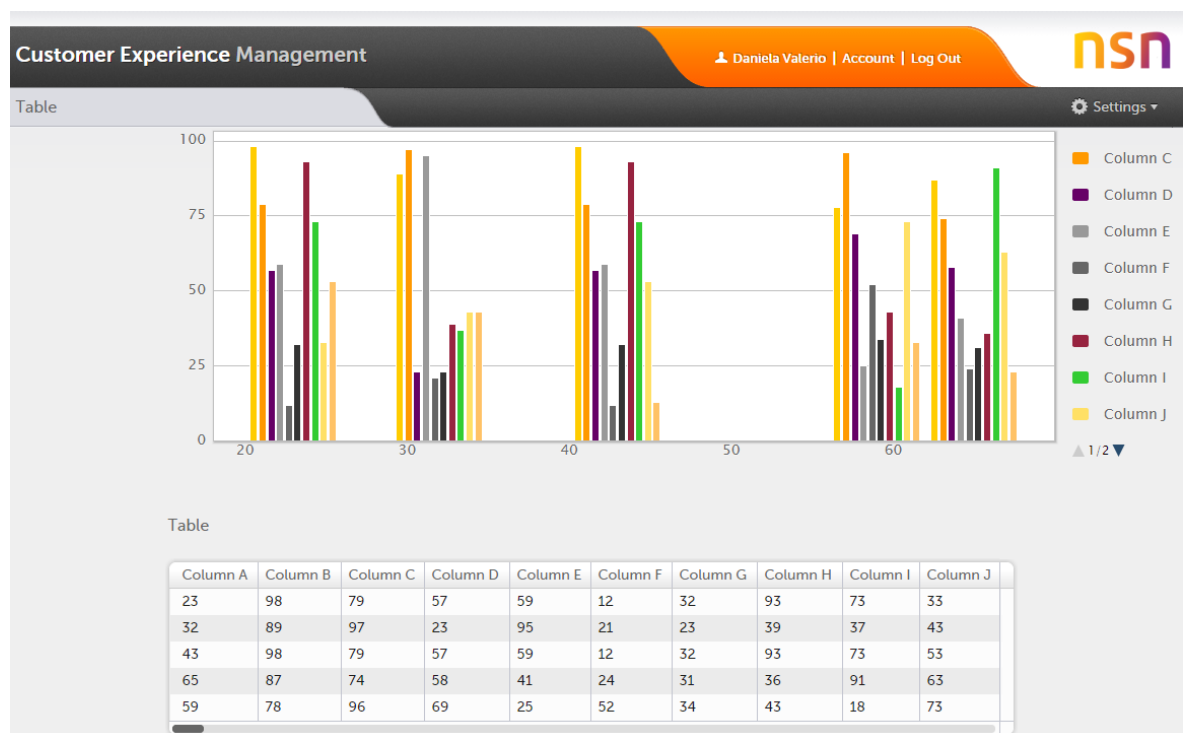 Customer Experience Management
Daniela Valerio | Account | Log Out
nsn
Table
Settings
100
75
50
25
0
20 30 40 50 60
Column C
Column D
Column E
Column F
Column G
Column H
Column I
Column J
1/2
Table
Column A Column B Column C Column D Column E Column F Column G Column H Column I Column J
23 98 79 57 59 12 32 93 73 33
32 89 97 23 95 21 23 39 37 43
43 98 79 57 59 12 32 93 73 53
65 87 74 58 41 24 31 36 91 63
59 78 96 69 25 52 34 43 18 73